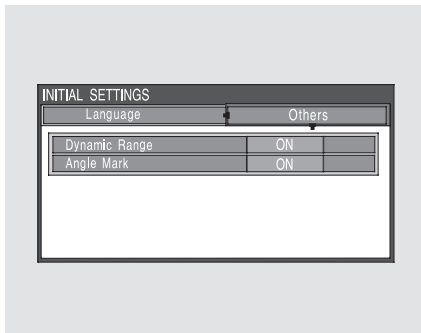 INITIAL SETTINGS
Language Others
Dynamic Range ON
Angle Mark ON